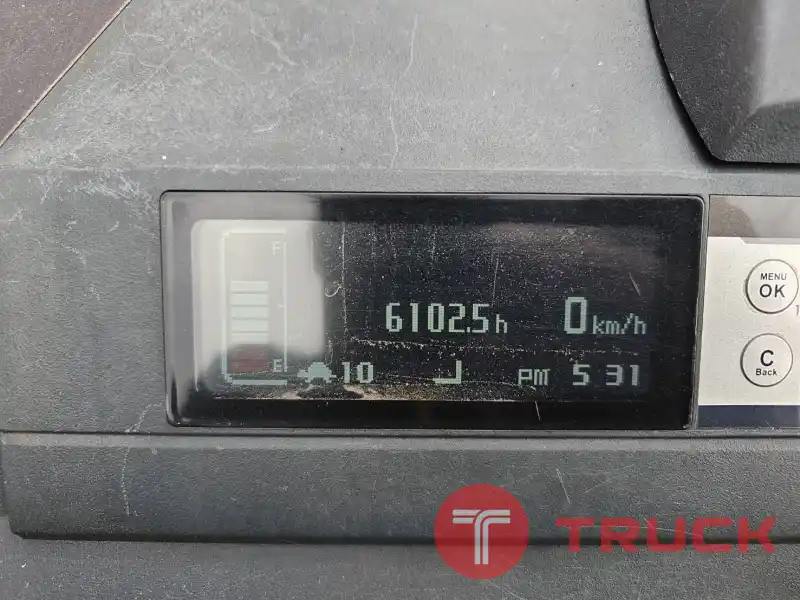 F
6102.5h 0km/h
E 10 PM 5 31
MENU
OK
C
Back
T TRUCK